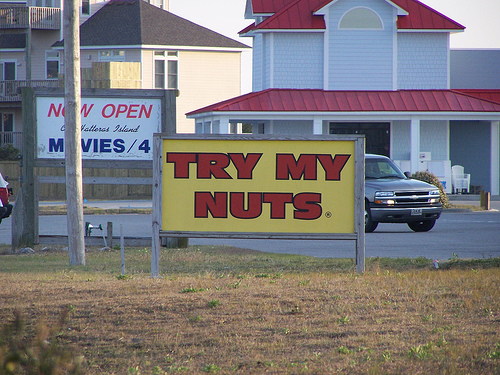 NOW OPEN
Hatteras Island
MOVIES/4
TRY MY
NUTS®